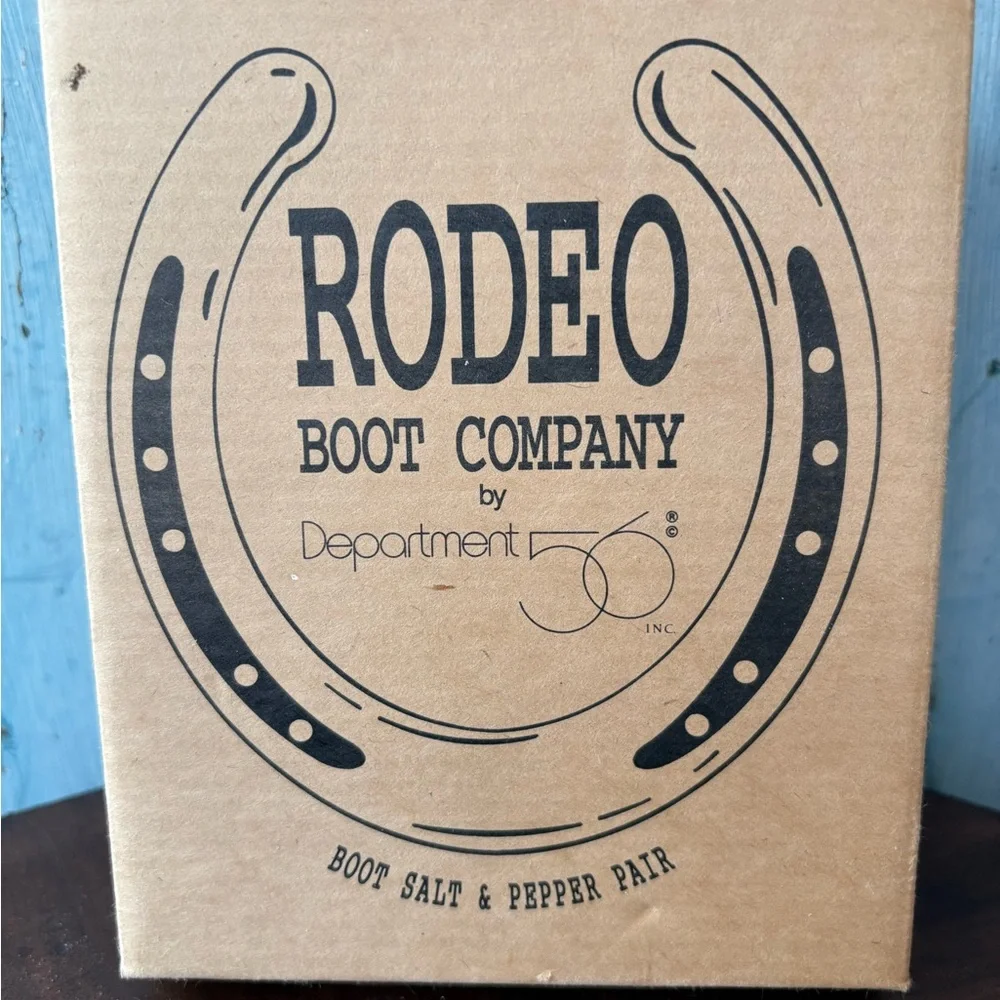 RODEO
BOOT COMPANY
by
Department 56 ® ©
INC.
BOOT SALT & PEPPER PAIR